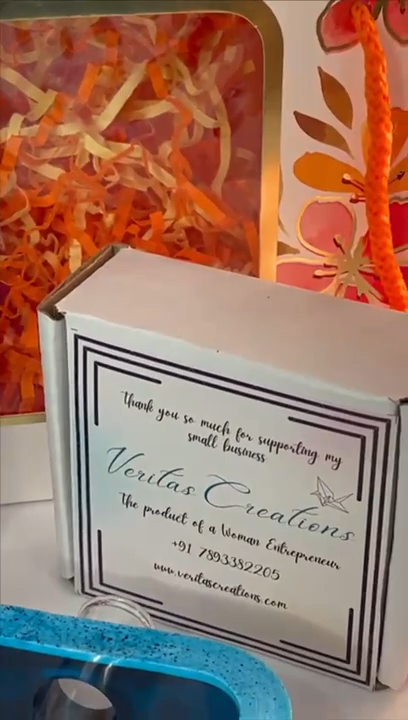 Thank you so much for supporting my
small business
Veritas Creations
The product of a Woman Entrepreneur
+91 7893382205
www.veritascreations.com